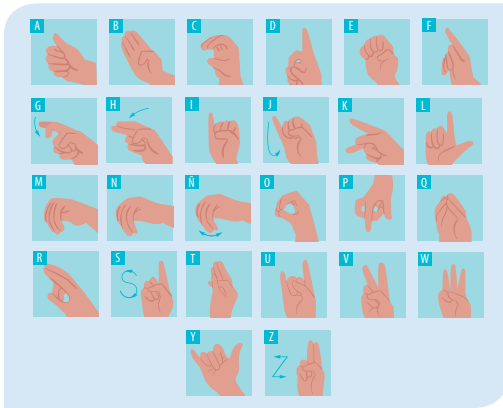 A B C D E F
G H I J K L
M N Ñ O P Q
R S T U V W
Y Z